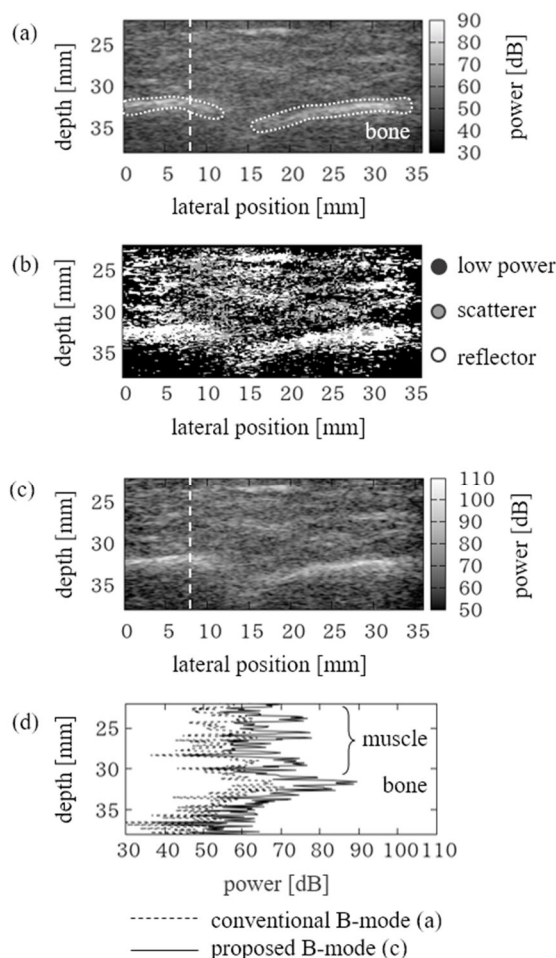 (a)
depth [mm]
25
30
35
bone
0 5 10 15 20 25 30 35
lateral position [mm]
90
80
70
60
50
40
30
power [dB]
(b)
depth [mm]
25
30
35
0 5 10 15 20 25 30 35
lateral position [mm]
low power
scatterer
reflector
(c)
depth [mm]
25
30
35
0 5 10 15 20 25 30 35
lateral position [mm]
110
100
90
80
70
60
50
power [dB]
(d)
depth [mm]
25
30
35
muscle
bone
30 40 50 60 70 80 90 100 110
power [dB]
conventional B-mode (a)
proposed B-mode (c)